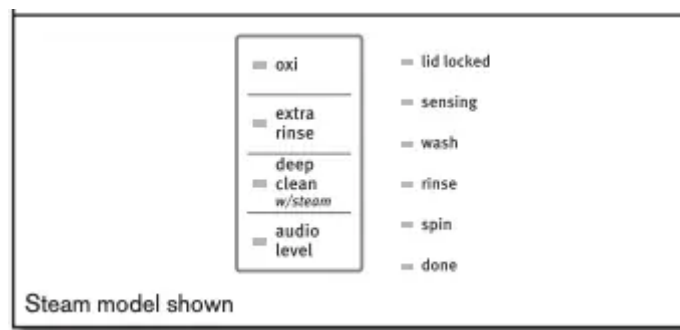 oxi
extra
rinse
deep
clean
w/steam
audio
level
lid locked
sensing
wash
rinse
spin
done
Steam model shown